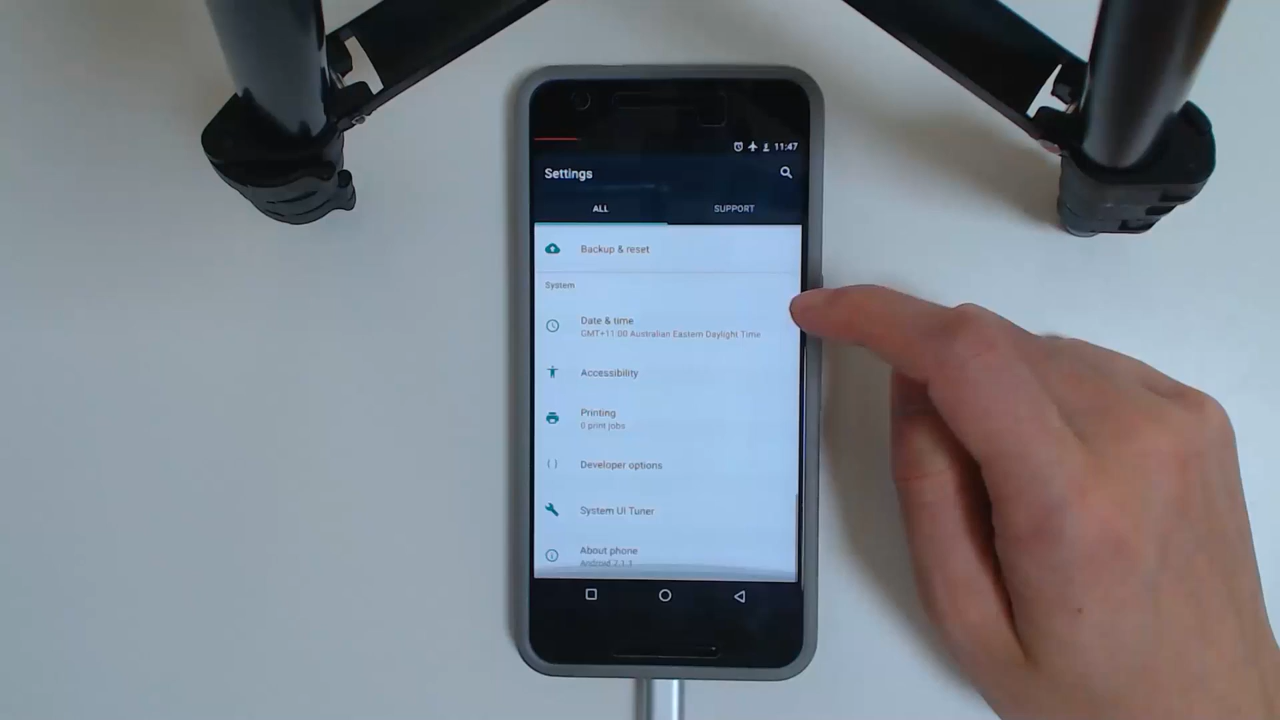 11:47
Settings
ALL SUPPORT
Backup & reset
System
Date & time
GMT+11:00 Australian Eastern Daylight Time
Accessibility
Printing
0 print jobs
Developer options
System UI Tuner
About phone